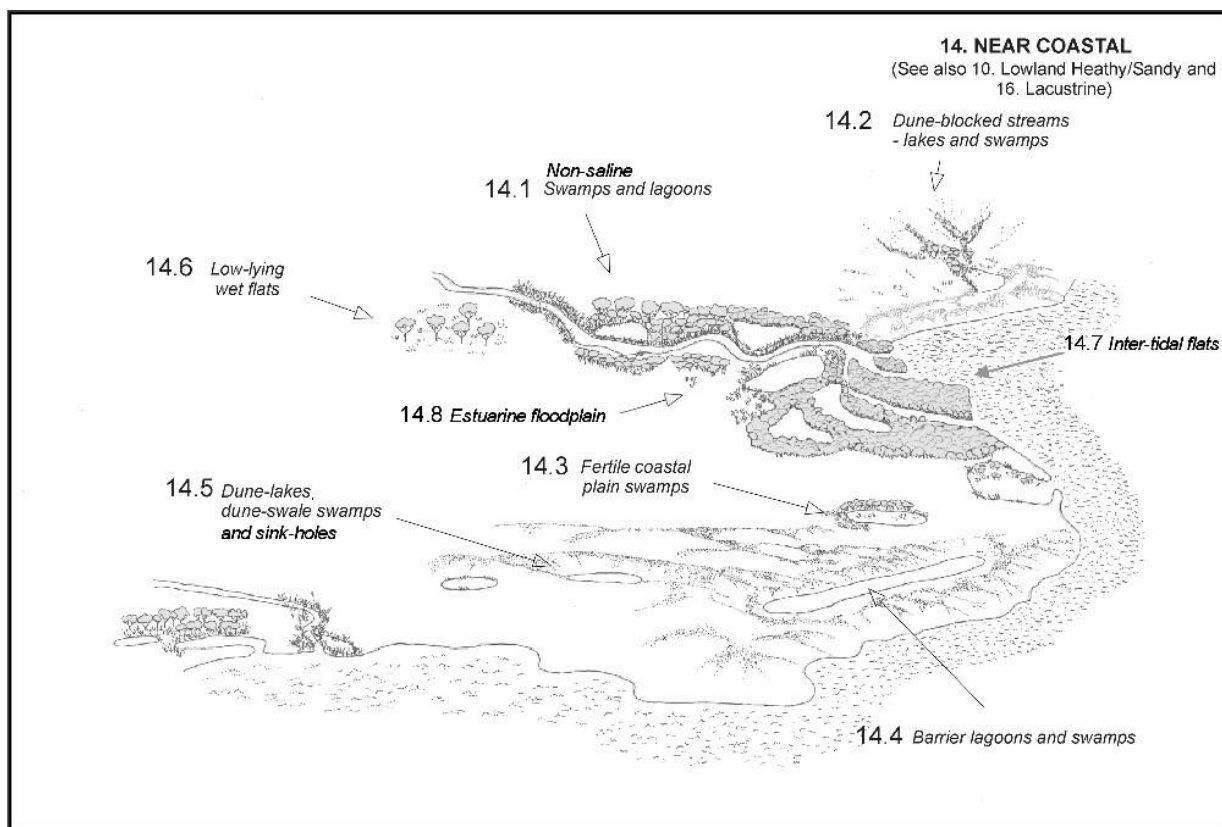 14. NEAR COASTAL
(See also 10. Lowland Heathy/Sandy and
16. Lacustrine)
14.2 Dune-blocked streams
- lakes and swamps
Non-saline
14.1 Swamps and lagoons
14.6 Low-lying
wet flats
14.7 Inter-tidal flats
14.8 Estuarine floodplain
14.3 Fertile coastal
plain swamps
14.5 Dune-lakes,
dune-swale swamps
and sink-holes
14.4 Barrier lagoons and swamps